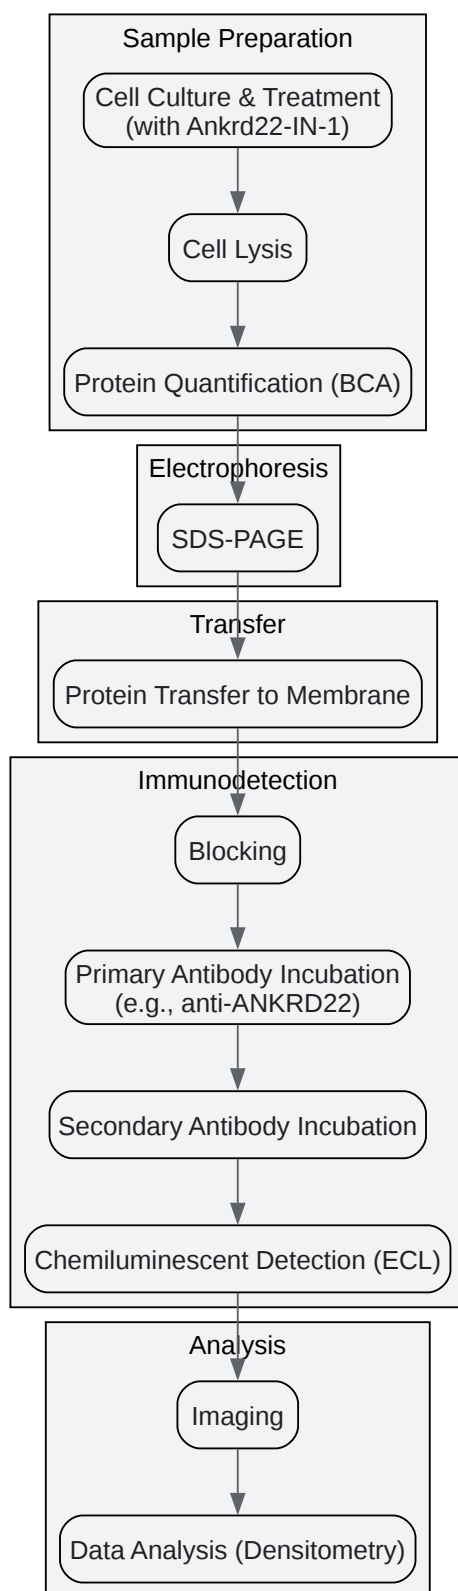 Sample Preparation
Cell Culture & Treatment
(with Ankrd22-IN-1)
Cell Lysis
Protein Quantification (BCA)
Electrophoresis
SDS-PAGE
Transfer
Protein Transfer to Membrane
Immunodetection
Blocking
Primary Antibody Incubation
(e.g., anti-ANKRD22)
Secondary Antibody Incubation
Chemiluminescent Detection (ECL)
Analysis
Imaging
Data Analysis (Densitometry)